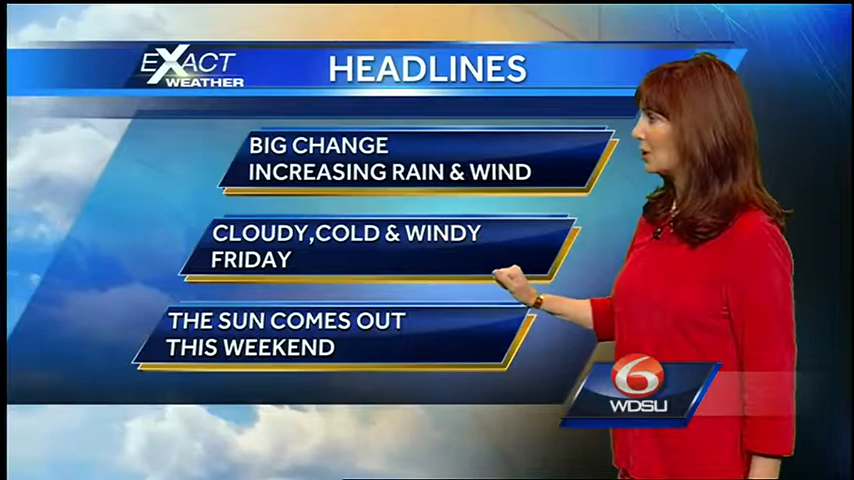 EXACT
WEATHER
HEADLINES
BIG CHANGE
INCREASING RAIN & WIND
CLOUDY,COLD & WINDY
FRIDAY
THE SUN COMES OUT
THIS WEEKEND
6
WDSU